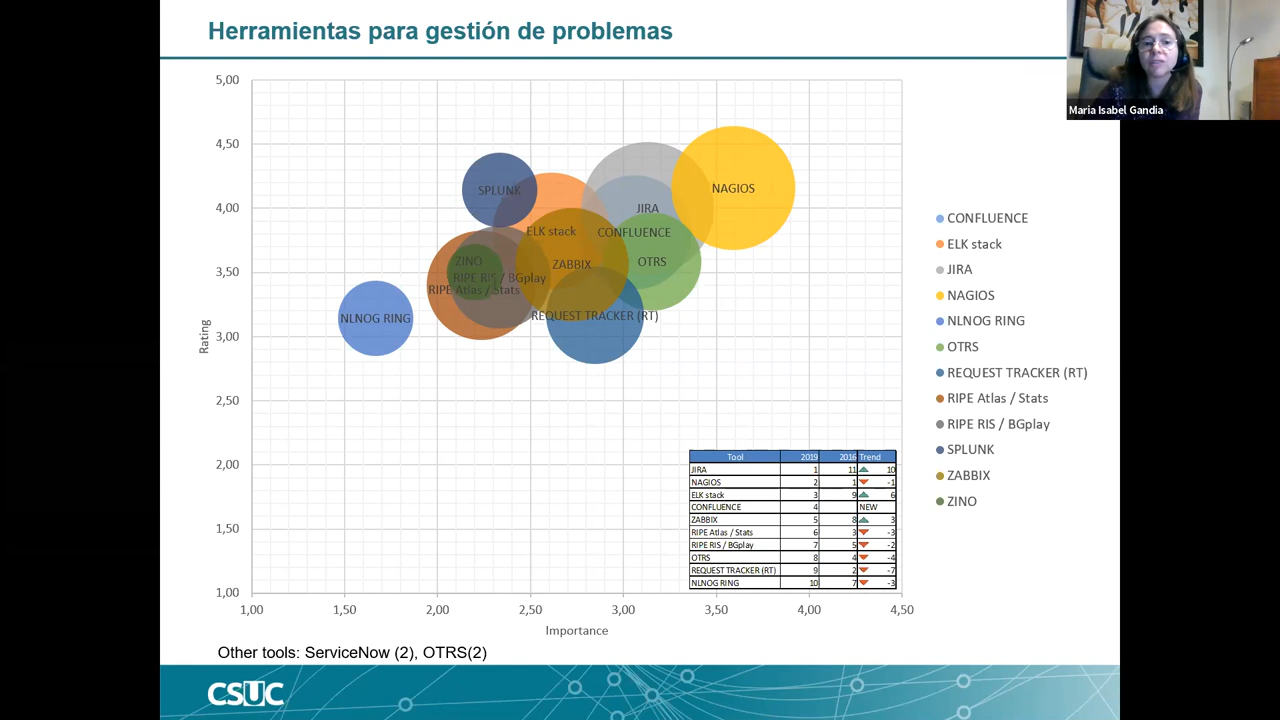 Herramientas para gestión de problemas
Maria Isabel Gandia
5,00
4,50
4,00
3,50
3,00
2,50
2,00
1,50
1,00
Rating
SPLUNK
NAGIOS
JIRA
ELK stack
CONFLUENCE
ZINO
ZABBIX
OTRS
RIPE RIS / BGplay
RIPE Atlas / Stats
NLNOG RING
REQUEST TRACKER (RT)
1,00 1,50 2,00 2,50 3,00 3,50 4,00 4,50
Importance
CONFLUENCE
ELK stack
JIRA
NAGIOS
NLNOG RING
OTRS
REQUEST TRACKER (RT)
RIPE Atlas / Stats
RIPE RIS / BGplay
SPLUNK
ZABBIX
ZINO
Tool 2019 2016 Trend
JIRA 1 11 10
NAGIOS 2 1 -1
ELK stack 3 9 6
CONFLUENCE 4 NEW
ZABBIX 5 8 3
RIPE Atlas / Stats 6 3 -3
RIPE RIS / BGplay 7 5 -2
OTRS 8 4 -4
REQUEST TRACKER (RT) 9 2 -7
NLNOG RING 10 7 -3
Other tools: ServiceNow (2), OTRS(2)
CSUC